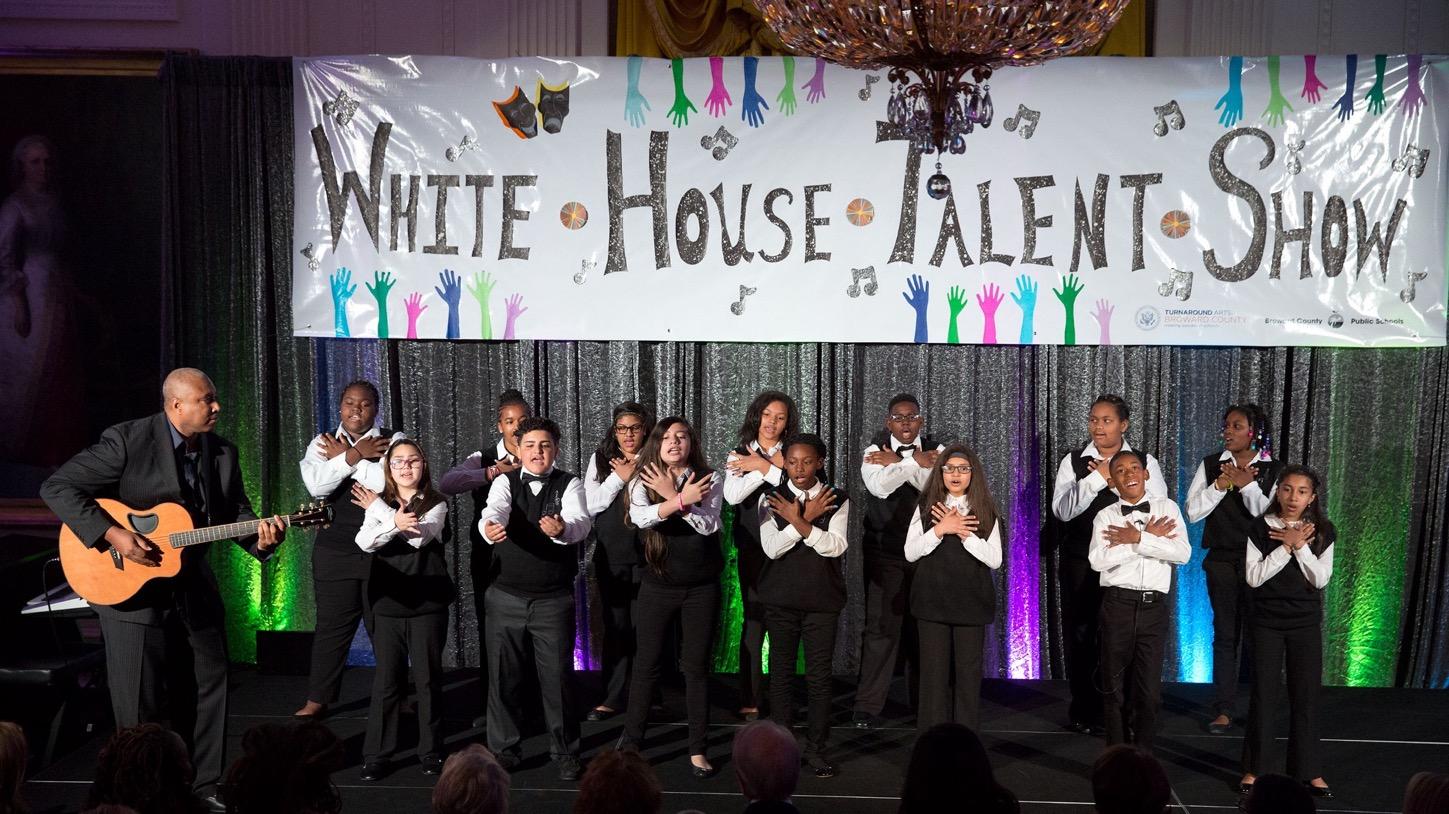 WHITE • HOUSE • TALENT • SHOW
TURNAROUND ARTS:
BROWARD COUNTY
Broward County Public Schools